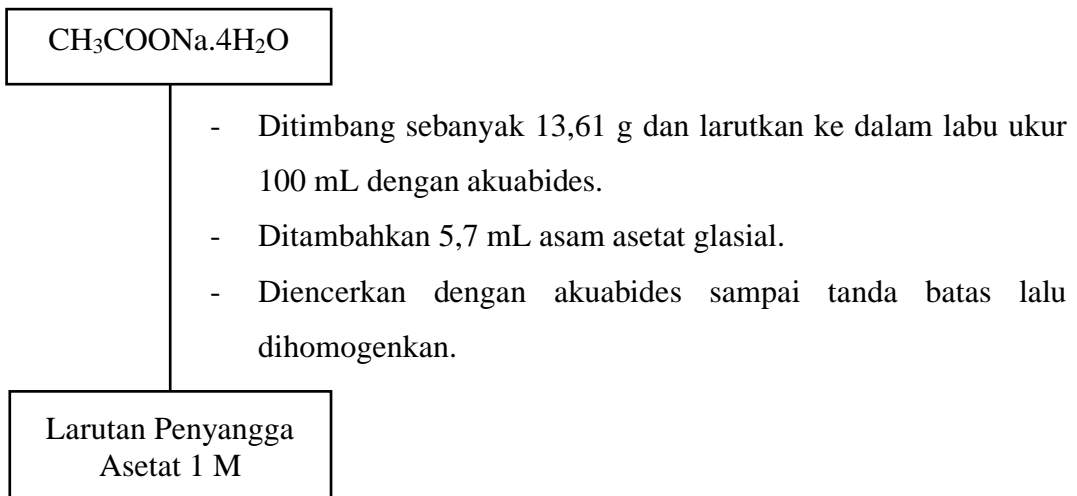 CH₃COONa.4H₂O
- Ditimbang sebanyak 13,61 g dan larutkan ke dalam labu ukur
100 mL dengan akuabides.
- Ditambahkan 5,7 mL asam asetat glasial.
- Diencerkan dengan akuabides sampai tanda batas lalu
dihomogenkan.
Larutan Penyangga
Asetat 1 M